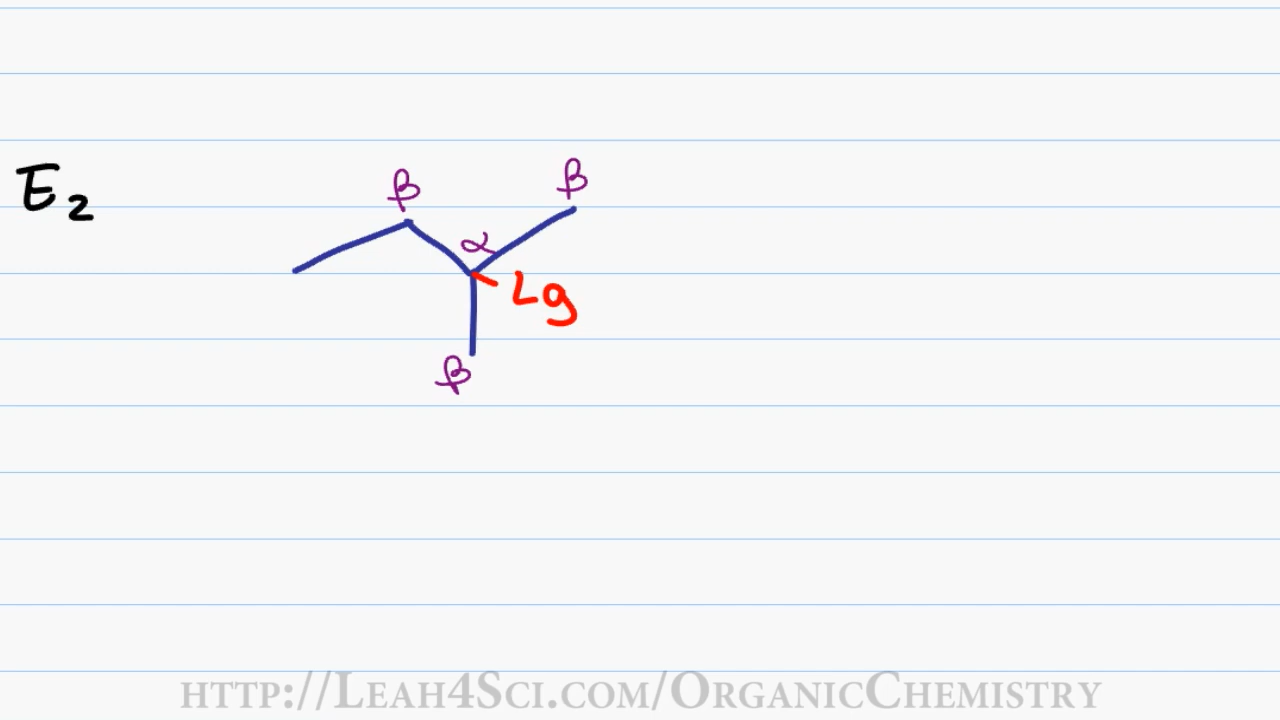 E2
β
β
α
Lg
β
http://Leah4Sci.com/OrganicChemistry